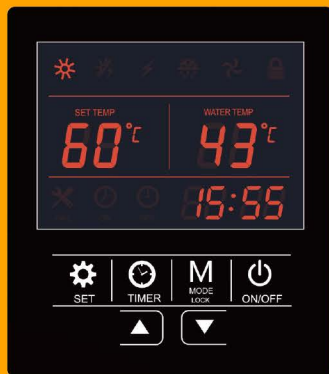 SET TEMP WATER TEMP
60°C 43°C
15:55
SET TIMER M MODE LOCK ON/OFF